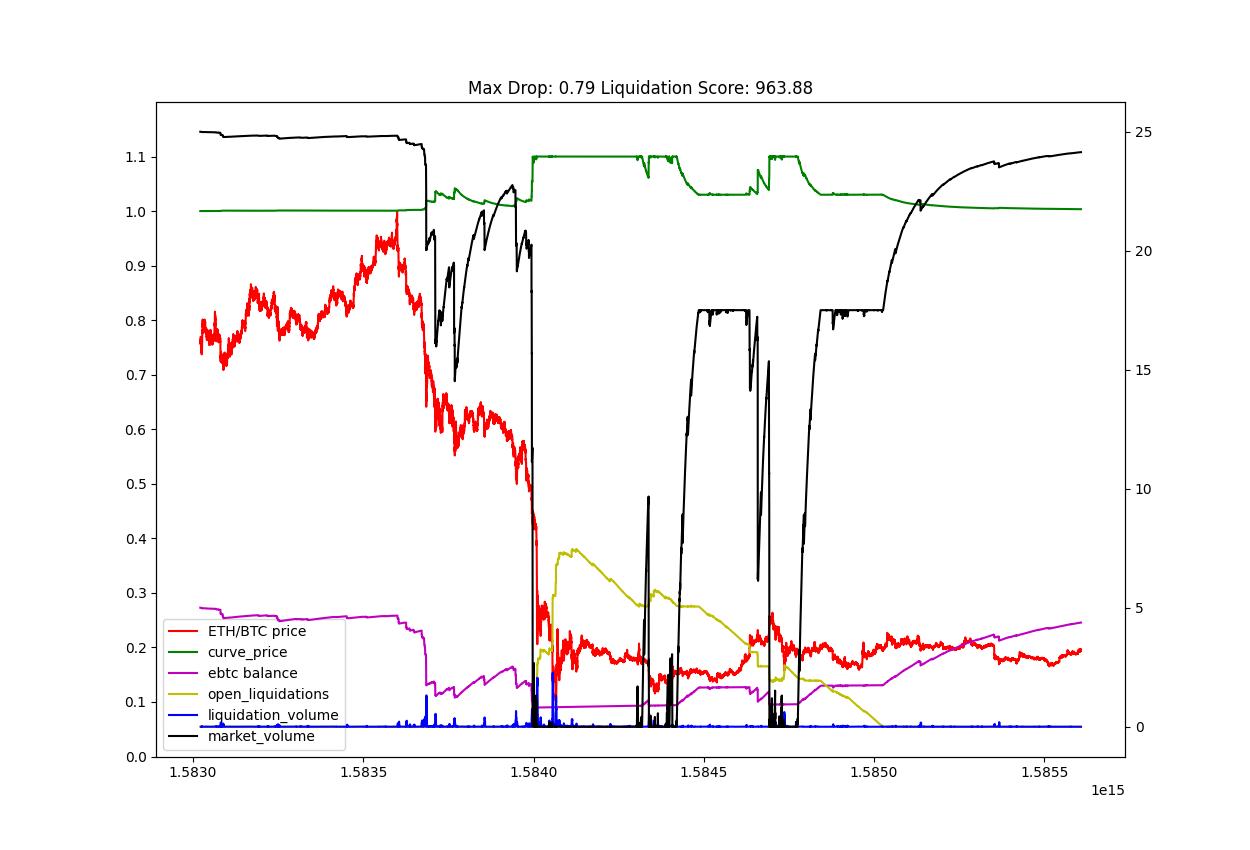 Max Drop: 0.79 Liquidation Score: 963.88
1.1
1.0
0.9
0.8
0.7
0.6
0.5
0.4
0.3
0.2
0.1
0.0
25
20
15
10
5
0
ETH/BTC price
curve_price
ebtc balance
open_liquidations
liquidation_volume
market_volume
1.5830 1.5835 1.5840 1.5845 1.5850 1.5855
1e15